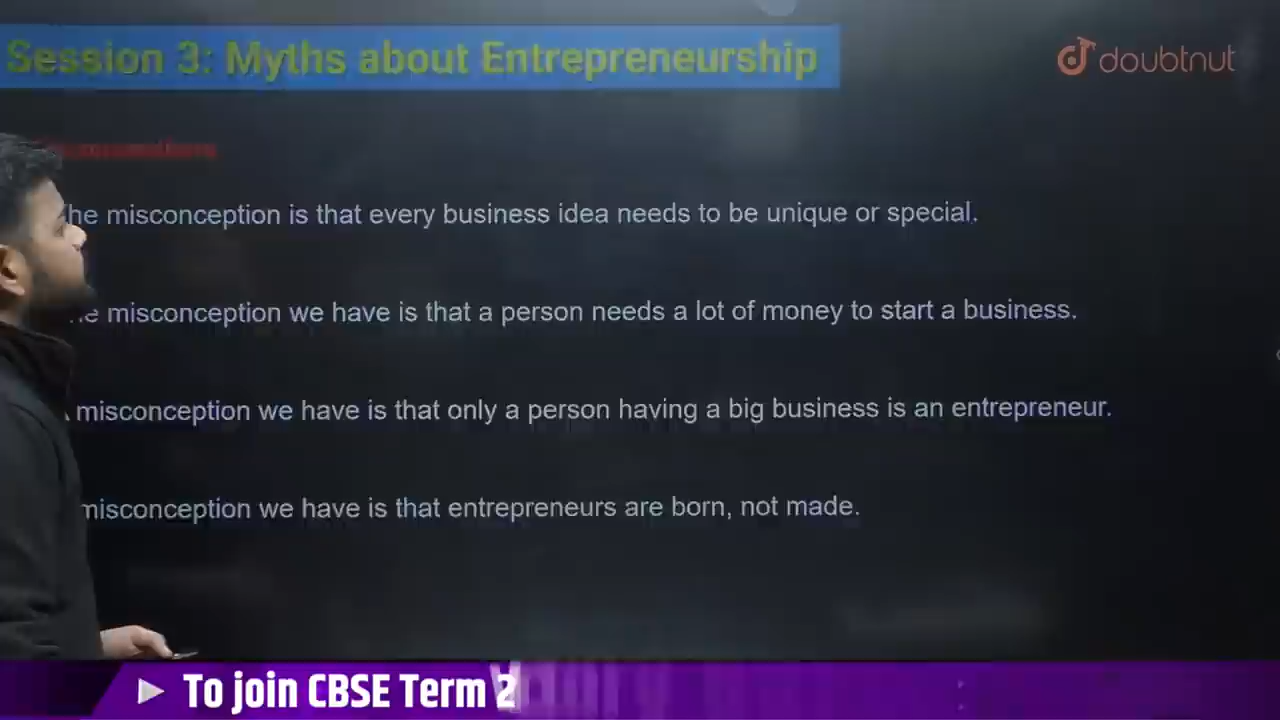 Session 3: Myths about Entrepreneurship
doubtnut
he misconception is that every business idea needs to be unique or special.
e misconception we have is that a person needs a lot of money to start a business.
misconception we have is that only a person having a big business is an entrepreneur.
misconception we have is that entrepreneurs are born, not made.
To join CBSE Term 2